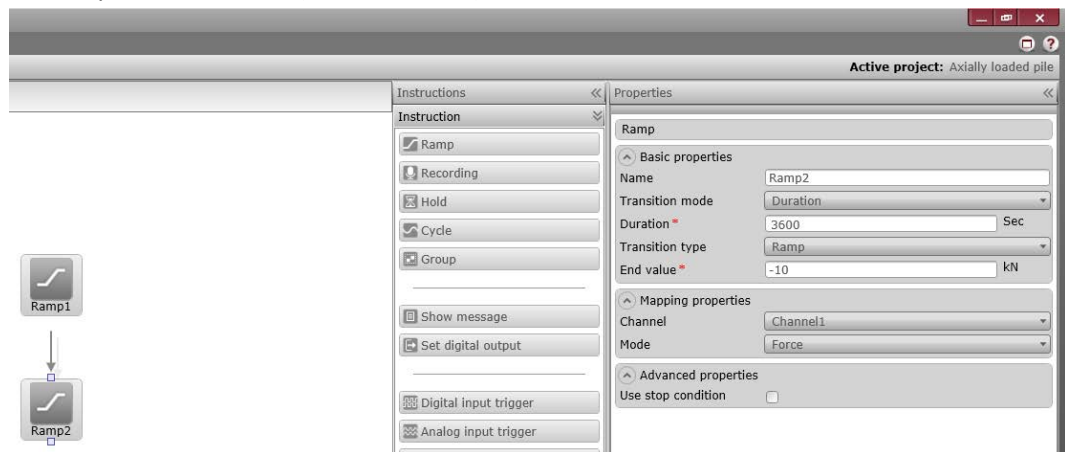 Active project: Axially loaded pile
Instructions
Instruction
Ramp
Recording
Hold
Cycle
Group
Show message
Set digital output
Digital input trigger
Analog input trigger
Properties
Ramp
Basic properties
Name Ramp2
Transition mode Duration
Duration * 3600 Sec
Transition type Ramp
End value * -10 kN
Mapping properties
Channel Channel1
Mode Force
Advanced properties
Use stop condition
Ramp1
Ramp2